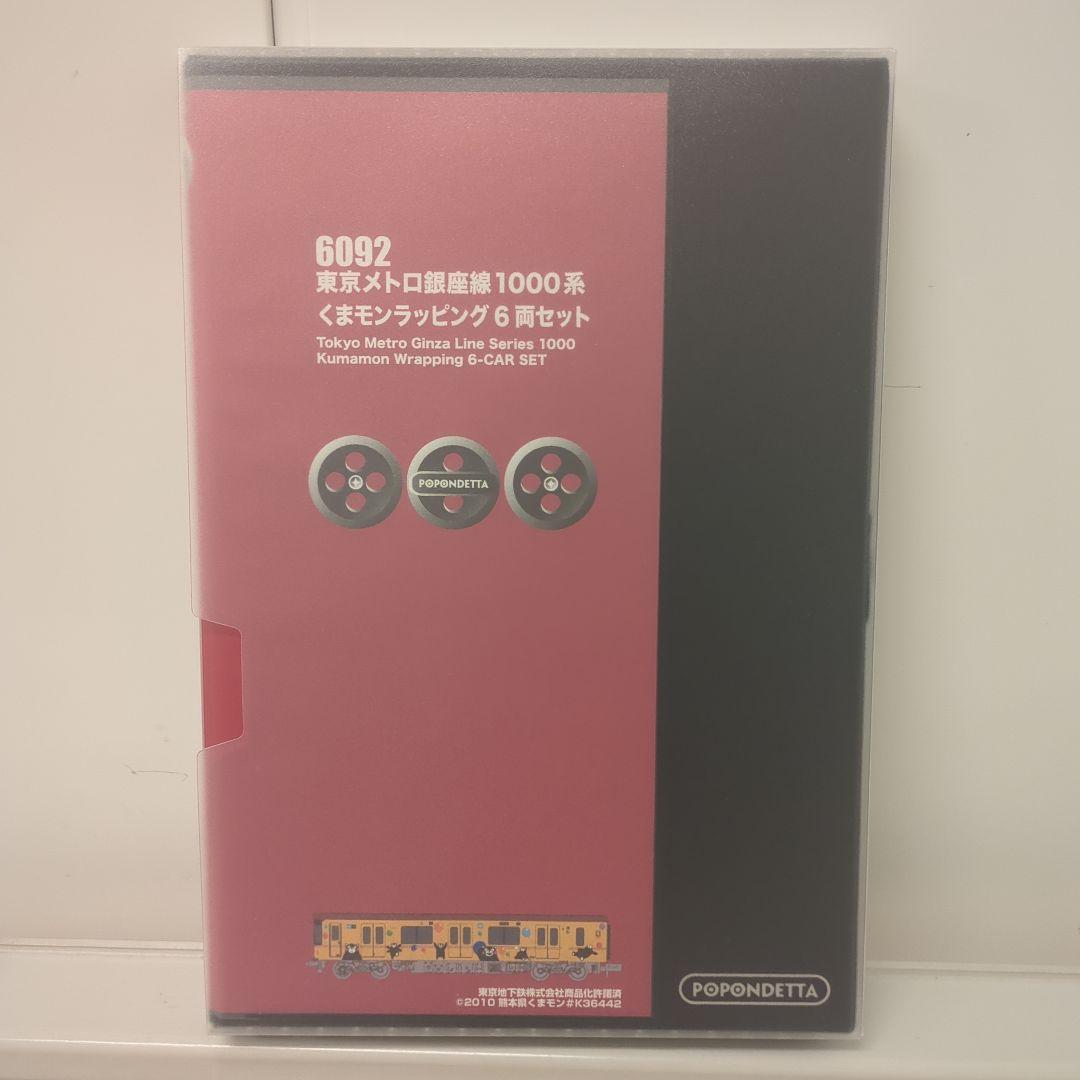 6092
東京メトロ銀座線1000系
くまモンラッピング6両セット
Tokyo Metro Ginza Line Series 1000
Kumamon Wrapping 6-CAR SET
POPONDETTA
東京地下鉄株式会社商品化許諾済
©2010 熊本県くまモン#K36442
POPONDETTA